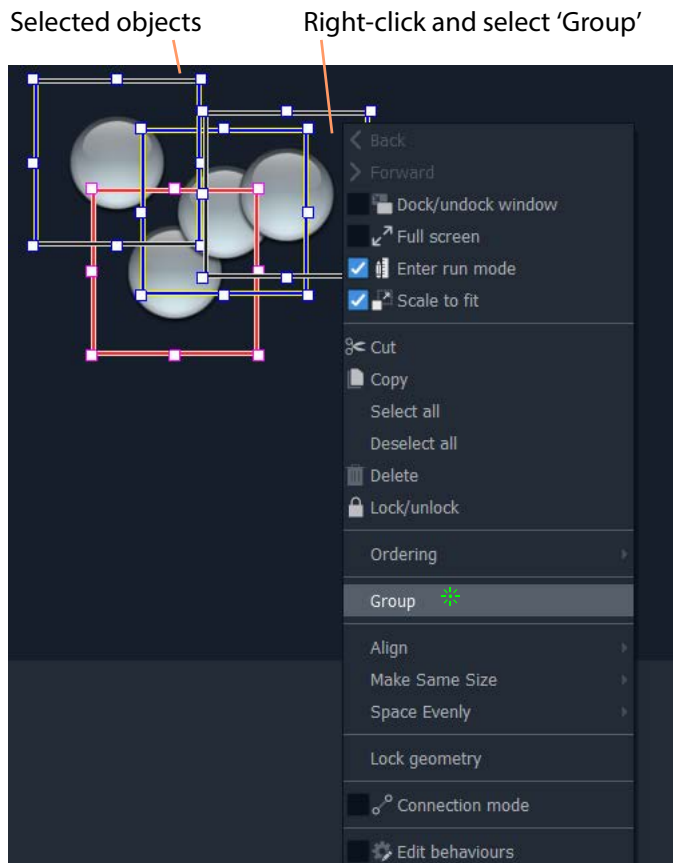 Selected objects
Right-click and select ‘Group’
Back
Forward
Dock/undock window
Full screen
Enter run mode
Scale to fit
Cut
Copy
Select all
Deselect all
Delete
Lock/unlock
Ordering
Group
Align
Make Same Size
Space Evenly
Lock geometry
Connection mode
Edit behaviours